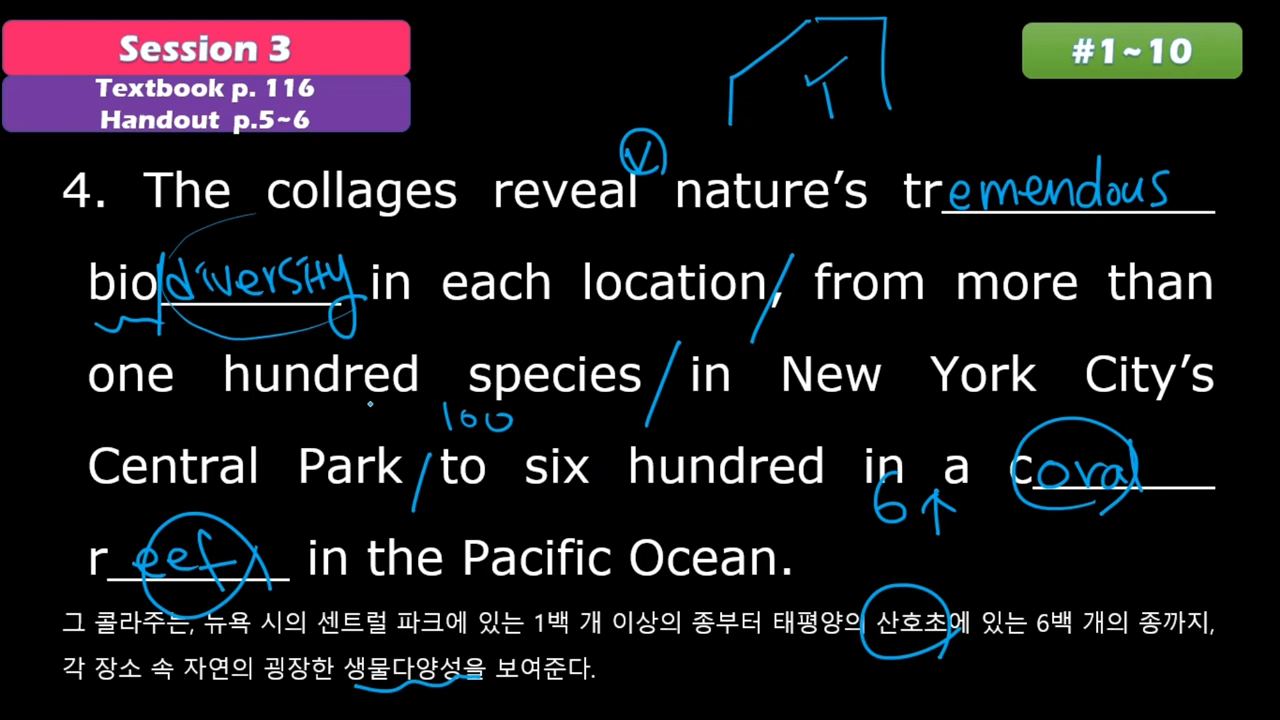 Session 3
Textbook p. 116
Handout p.5~6
#1~10
T
V
4. The collages reveal nature's tremendous
biodiversity in each location, from more than
one hundred species in New York City's
100
Central Park to six hundred in a coral
6↑
reef in the Pacific Ocean.
그 콜라주는, 뉴욕 시의 센트럴 파크에 있는 1백 개 이상의 종부터 태평양의 산호초에 있는 6백 개의 종까지,
각 장소 속 자연의 굉장한 생물다양성을 보여준다.